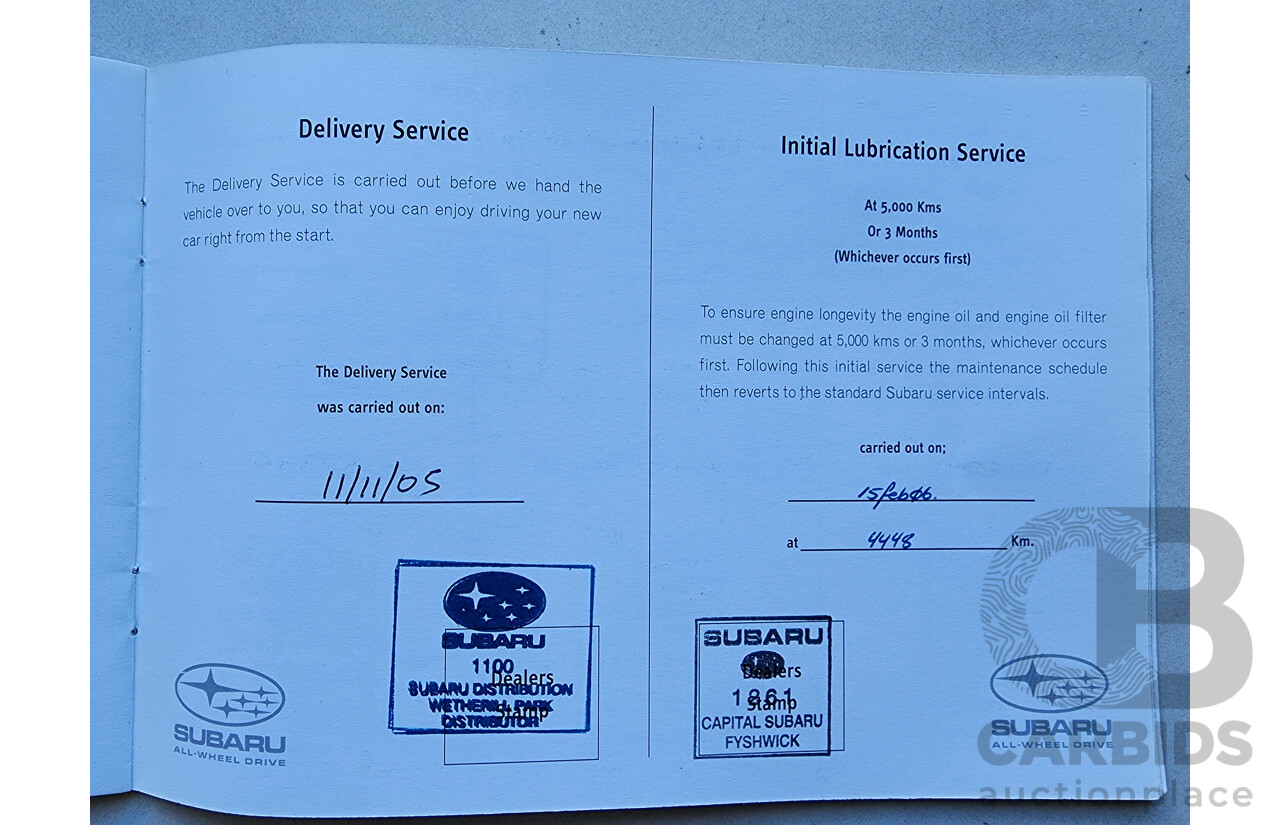 Delivery Service
The Delivery Service is carried out before we hand the
vehicle over to you, so that you can enjoy driving your new
car right from the start.
The Delivery Service
was carried out on:
11/11/05
SUBARU
1100
Dealers
SUBARU DISTRIBUTION
WETHERILL PARK
Stamp
DISTRIBUTOR
SUBARU
ALL-WHEEL DRIVE
Initial Lubrication Service
At 5,000 Kms
Or 3 Months
(Whichever occurs first)
To ensure engine longevity the engine oil and engine oil filter
must be changed at 5,000 kms or 3 months, whichever occurs
first. Following this initial service the maintenance schedule
then reverts to the standard Subaru service intervals.
carried out on;
15 Feb 06.
at 4448 Km.
SUBARU
Dealers
1861
Stamp
CAPITAL SUBARU
FYSHWICK
SUBARU
ALL-WHEEL DRIVE
CB
CARBIDS
auctionplace